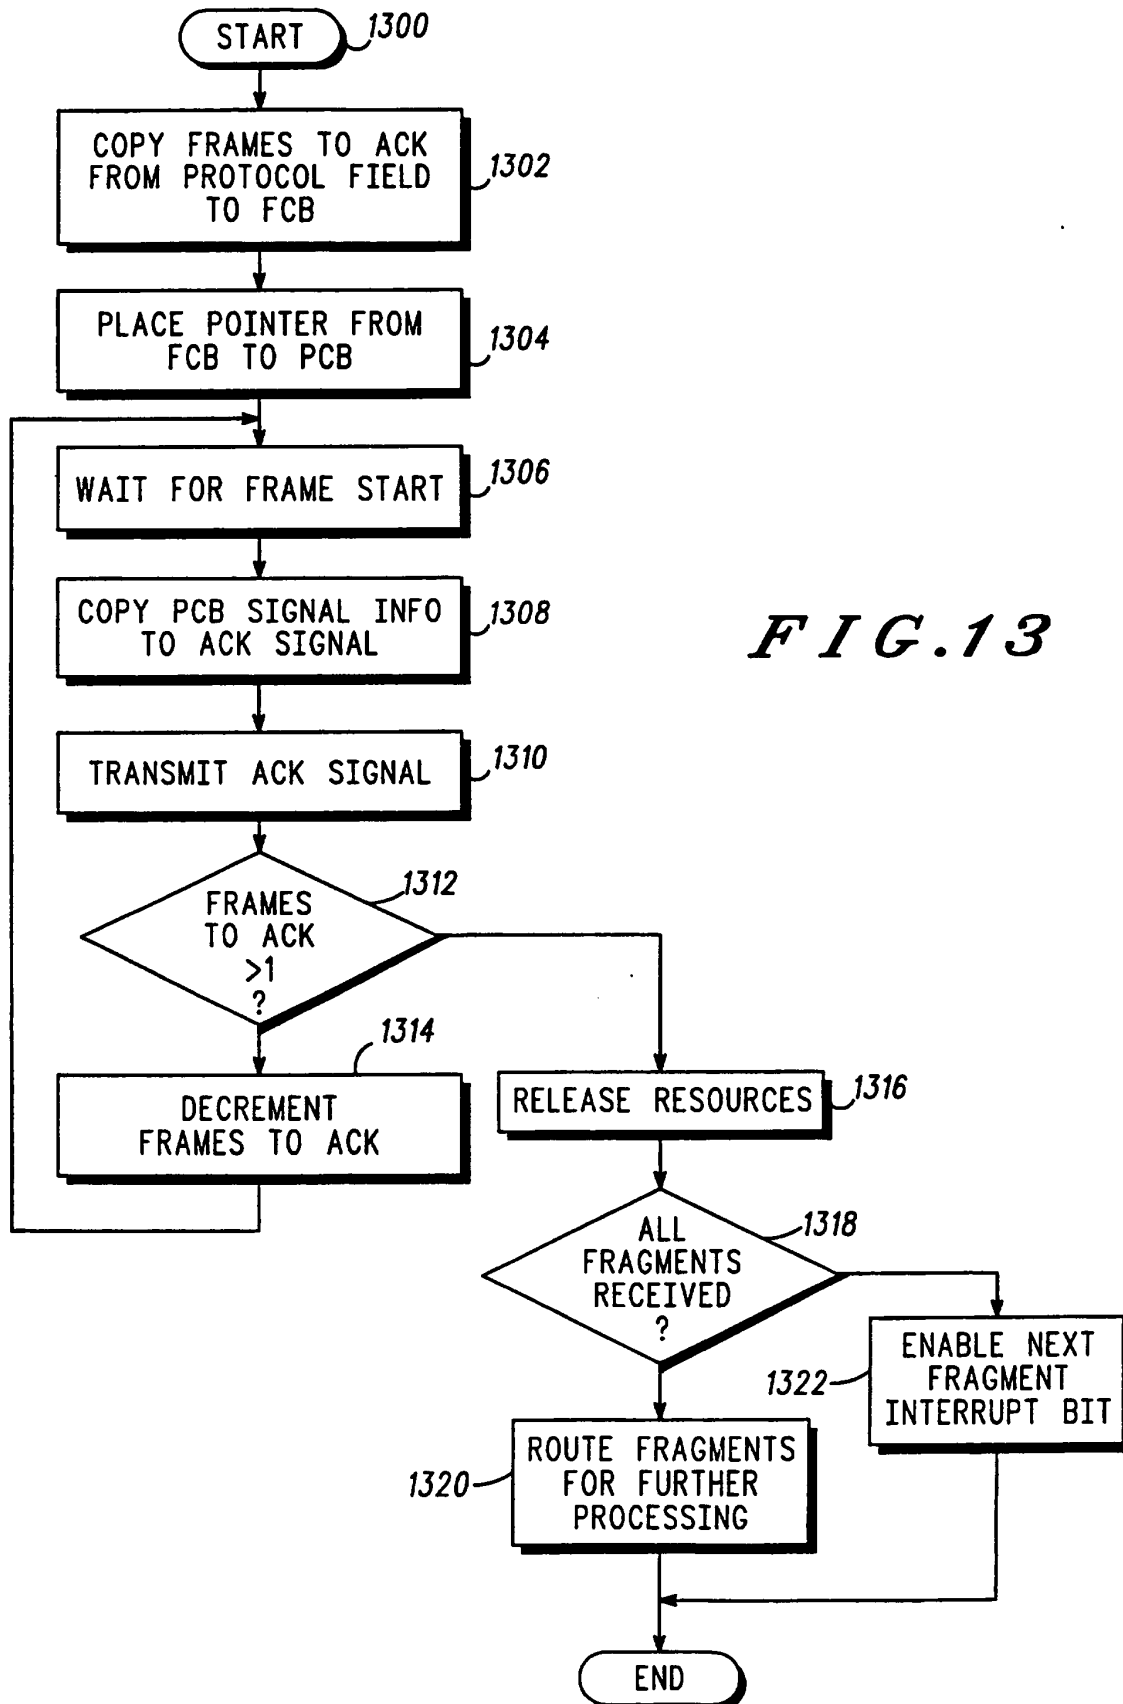 START
1300
COPY FRAMES TO ACK
FROM PROTOCOL FIELD
TO FCB
1302
PLACE POINTER FROM
FCB TO PCB
1304
WAIT FOR FRAME START
1306
COPY PCB SIGNAL INFO
TO ACK SIGNAL
1308
FIG.13
TRANSMIT ACK SIGNAL
1310
FRAMES
TO ACK
>1
?
1312
1314
DECREMENT
FRAMES TO ACK
RELEASE RESOURCES
1316
ALL
FRAGMENTS
RECEIVED
?
1318
ENABLE NEXT
FRAGMENT
INTERRUPT BIT
1322
ROUTE FRAGMENTS
FOR FURTHER
PROCESSING
1320
END